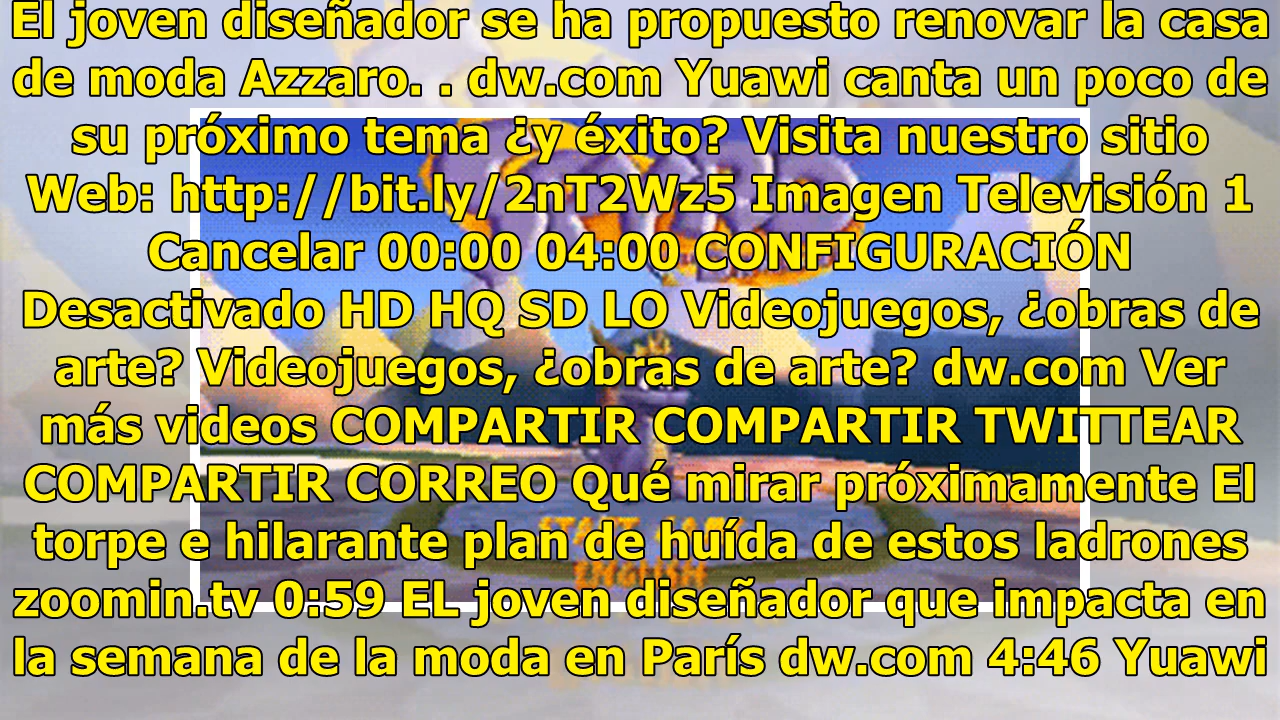 El joven diseñador se ha propuesto renovar la casa
de moda Azzaro. . dw.com Yuawi canta un poco de
su próximo tema ¿y éxito? Visita nuestro sitio
Web: http://bit.ly/2nT2Wz5 Imagen Televisión 1
Cancelar 00:00 04:00 CONFIGURACIÓN
Desactivado HD HQ SD LO Videojuegos, ¿obras de
arte? Videojuegos, ¿obras de arte? dw.com Ver
más videos COMPARTIR COMPARTIR TWITTEAR
COMPARTIR CORREO Qué mirar próximamente El
torpe e hilarante plan de huída de estos ladrones
zoomin.tv 0:59 EL joven diseñador que impacta en
la semana de la moda en París dw.com 4:46 Yuawi
START GAME
ENGLISH